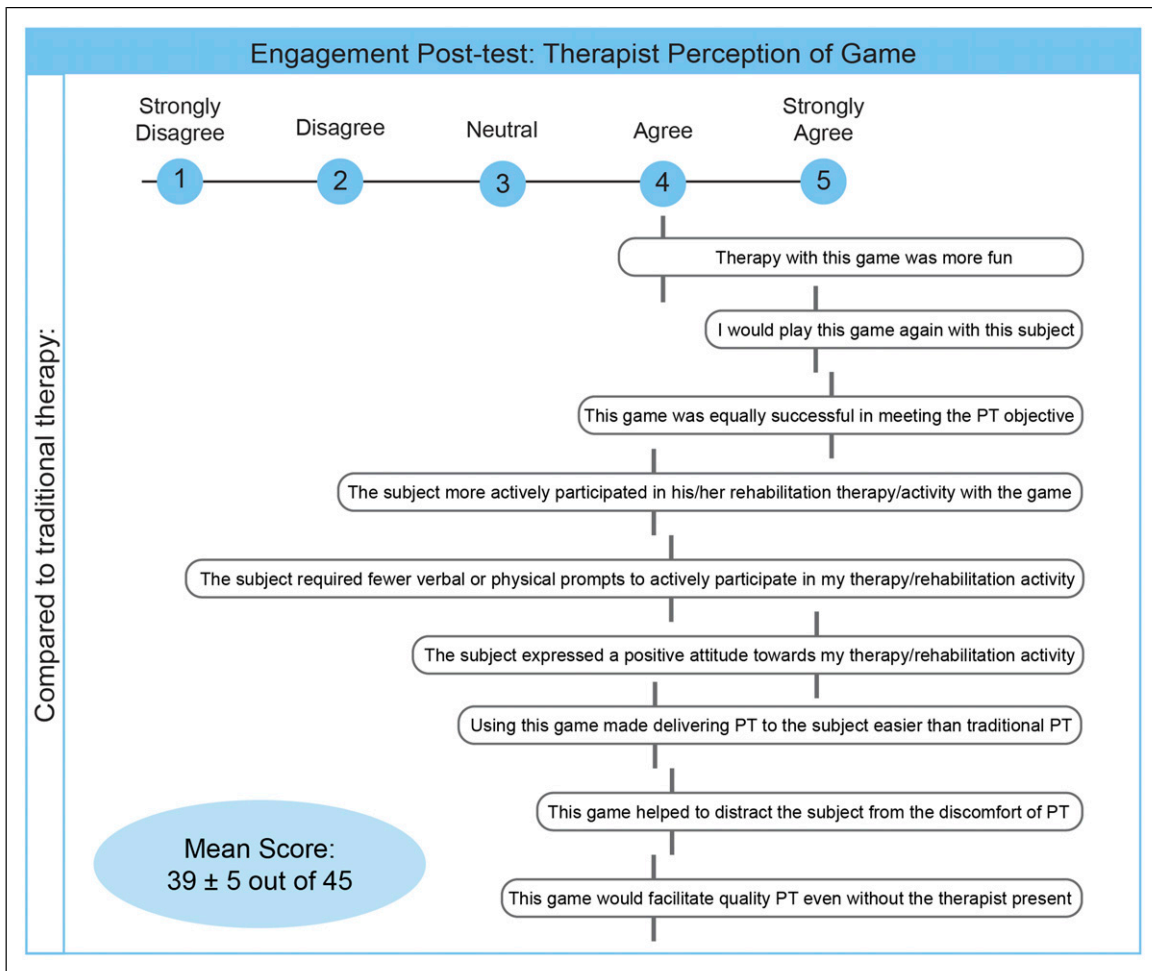 Engagement Post-test: Therapist Perception of Game
Compared to traditional therapy:
Strongly
Disagree
Disagree
Neutral
Agree
Strongly
Agree
1
2
3
4
5
Therapy with this game was more fun
I would play this game again with this subject
This game was equally successful in meeting the PT objective
The subject more actively participated in his/her rehabilitation therapy/activity with the game
The subject required fewer verbal or physical prompts to actively participate in my therapy/rehabilitation activity
The subject expressed a positive attitude towards my therapy/rehabilitation activity
Using this game made delivering PT to the subject easier than traditional PT
This game helped to distract the subject from the discomfort of PT
This game would facilitate quality PT even without the therapist present
Mean Score:
39 ± 5 out of 45